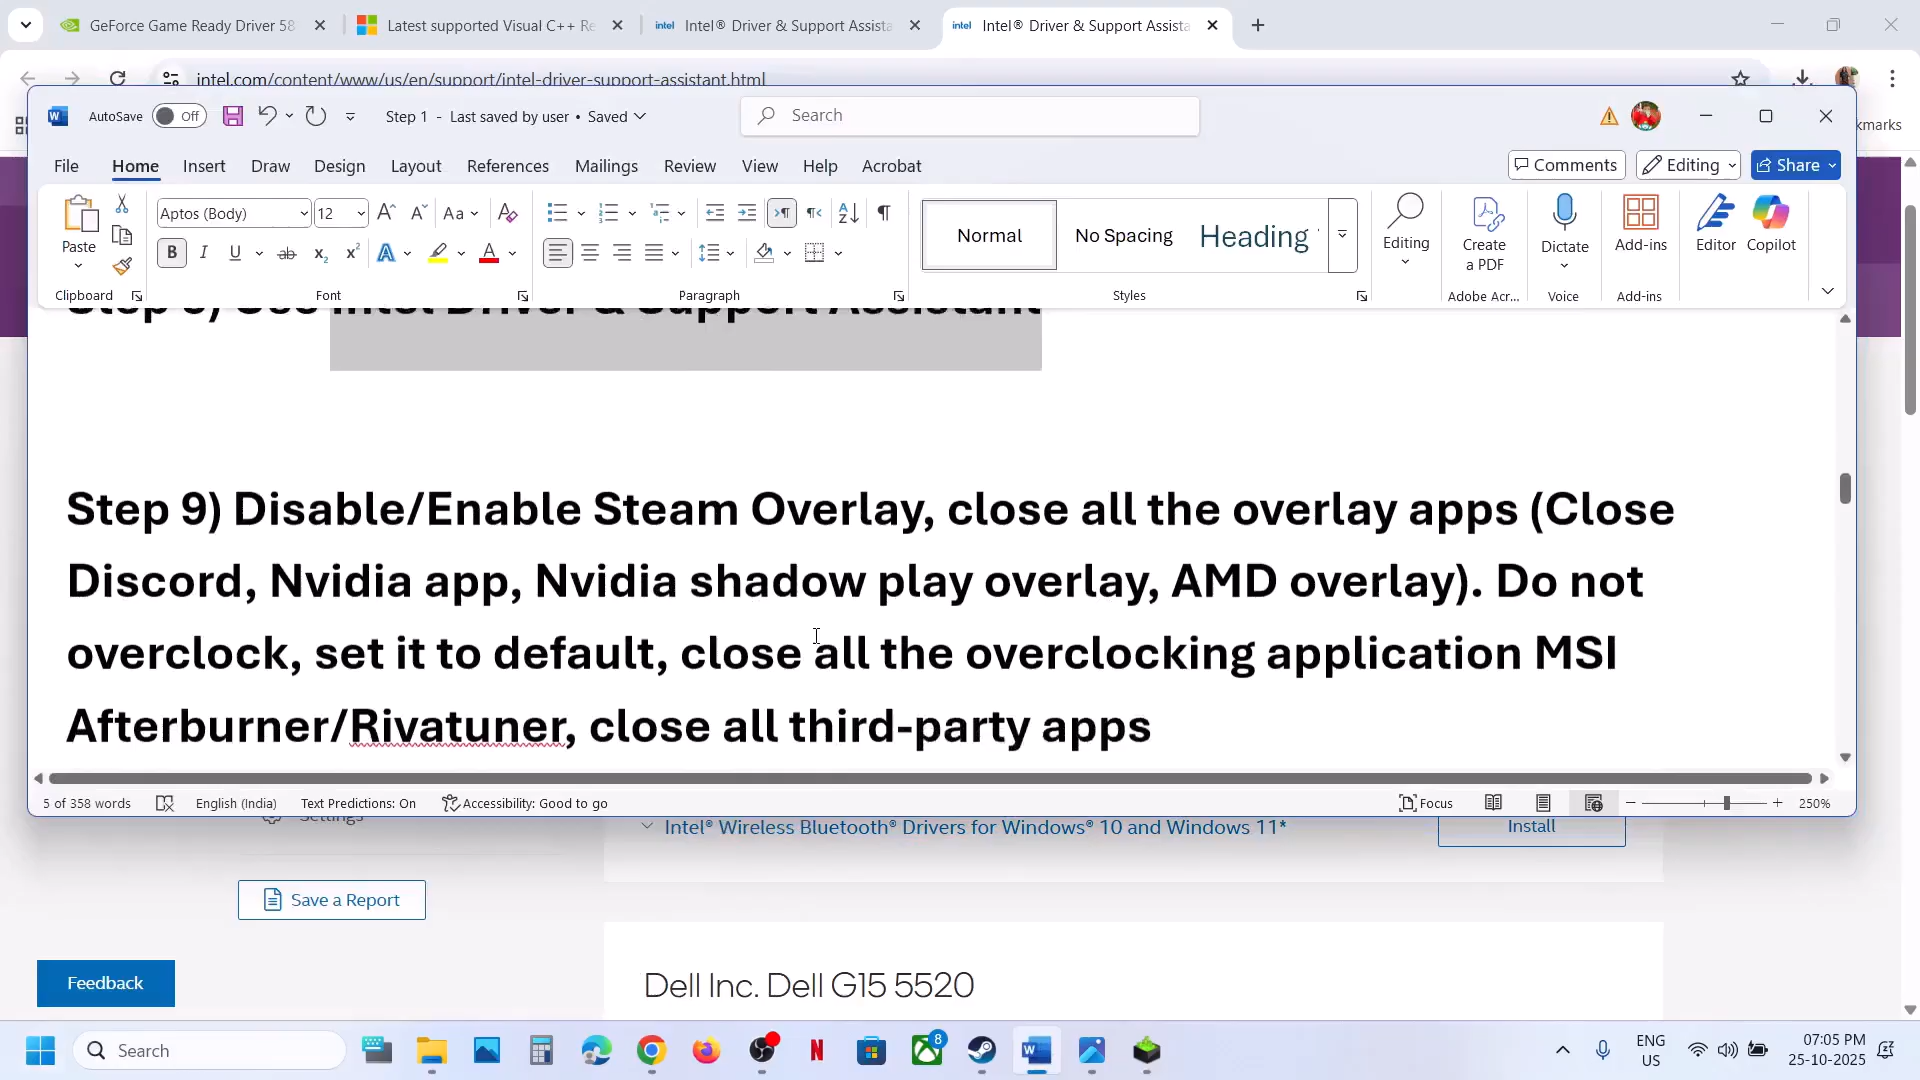 GeForce Game Ready Driver 58
Latest supported Visual C++ Re
intel
Intel® Driver & Support Assista
intel
Intel® Driver & Support Assista
intel.com/content/www/us/en/support/intel-driver-support-assistant.html
kmarks
AutoSave
Off
Step 1 - Last saved by user • Saved
Search
File
Home
Insert
Draw
Design
Layout
References
Mailings
Review
View
Help
Acrobat
Comments
Editing
Share
Paste
Clipboard
Aptos (Body)
12
Font
Paragraph
Normal
No Spacing
Heading
Styles
Editing
Create
a PDF
Adobe Acr...
Dictate
Voice
Add-ins
Add-ins
Editor
Copilot
Intel Driver & Support Assistant
Step 9) Disable/Enable Steam Overlay, close all the overlay apps (Close
Discord, Nvidia app, Nvidia shadow play overlay, AMD overlay). Do not
overclock, set it to default, close all the overclocking application MSI
Afterburner/Rivatuner, close all third-party apps
5 of 358 words
English (India)
Text Predictions: On
Accessibility: Good to go
Focus
250%
Settings
Intel® Wireless Bluetooth® Drivers for Windows® 10 and Windows 11*
Install
Save a Report
Feedback
Dell Inc. Dell G15 5520
Search
8
ENG
US
07:05 PM
25-10-2025